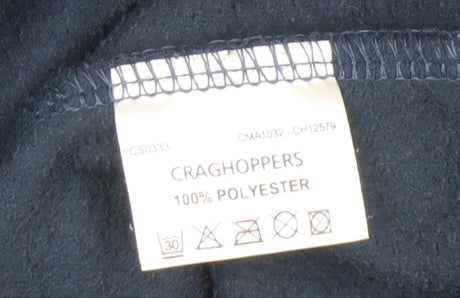 CS0333 CMA1032 - CH12579
CRAGHOPPERS
100% POLYESTER
30